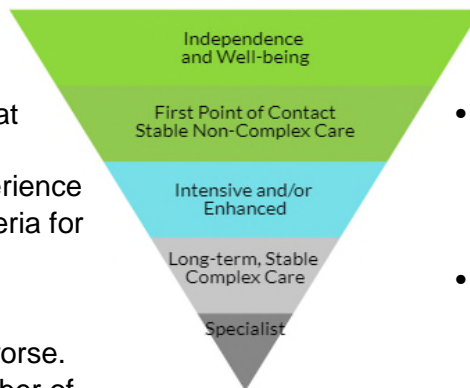 Independence
and Well-being
at
First Point of Contact
Stable Non-Complex Care
•
erience
Intensive and/or
Enhanced
eria for
Long-term, Stable
Complex Care
•
Specialist
orse.